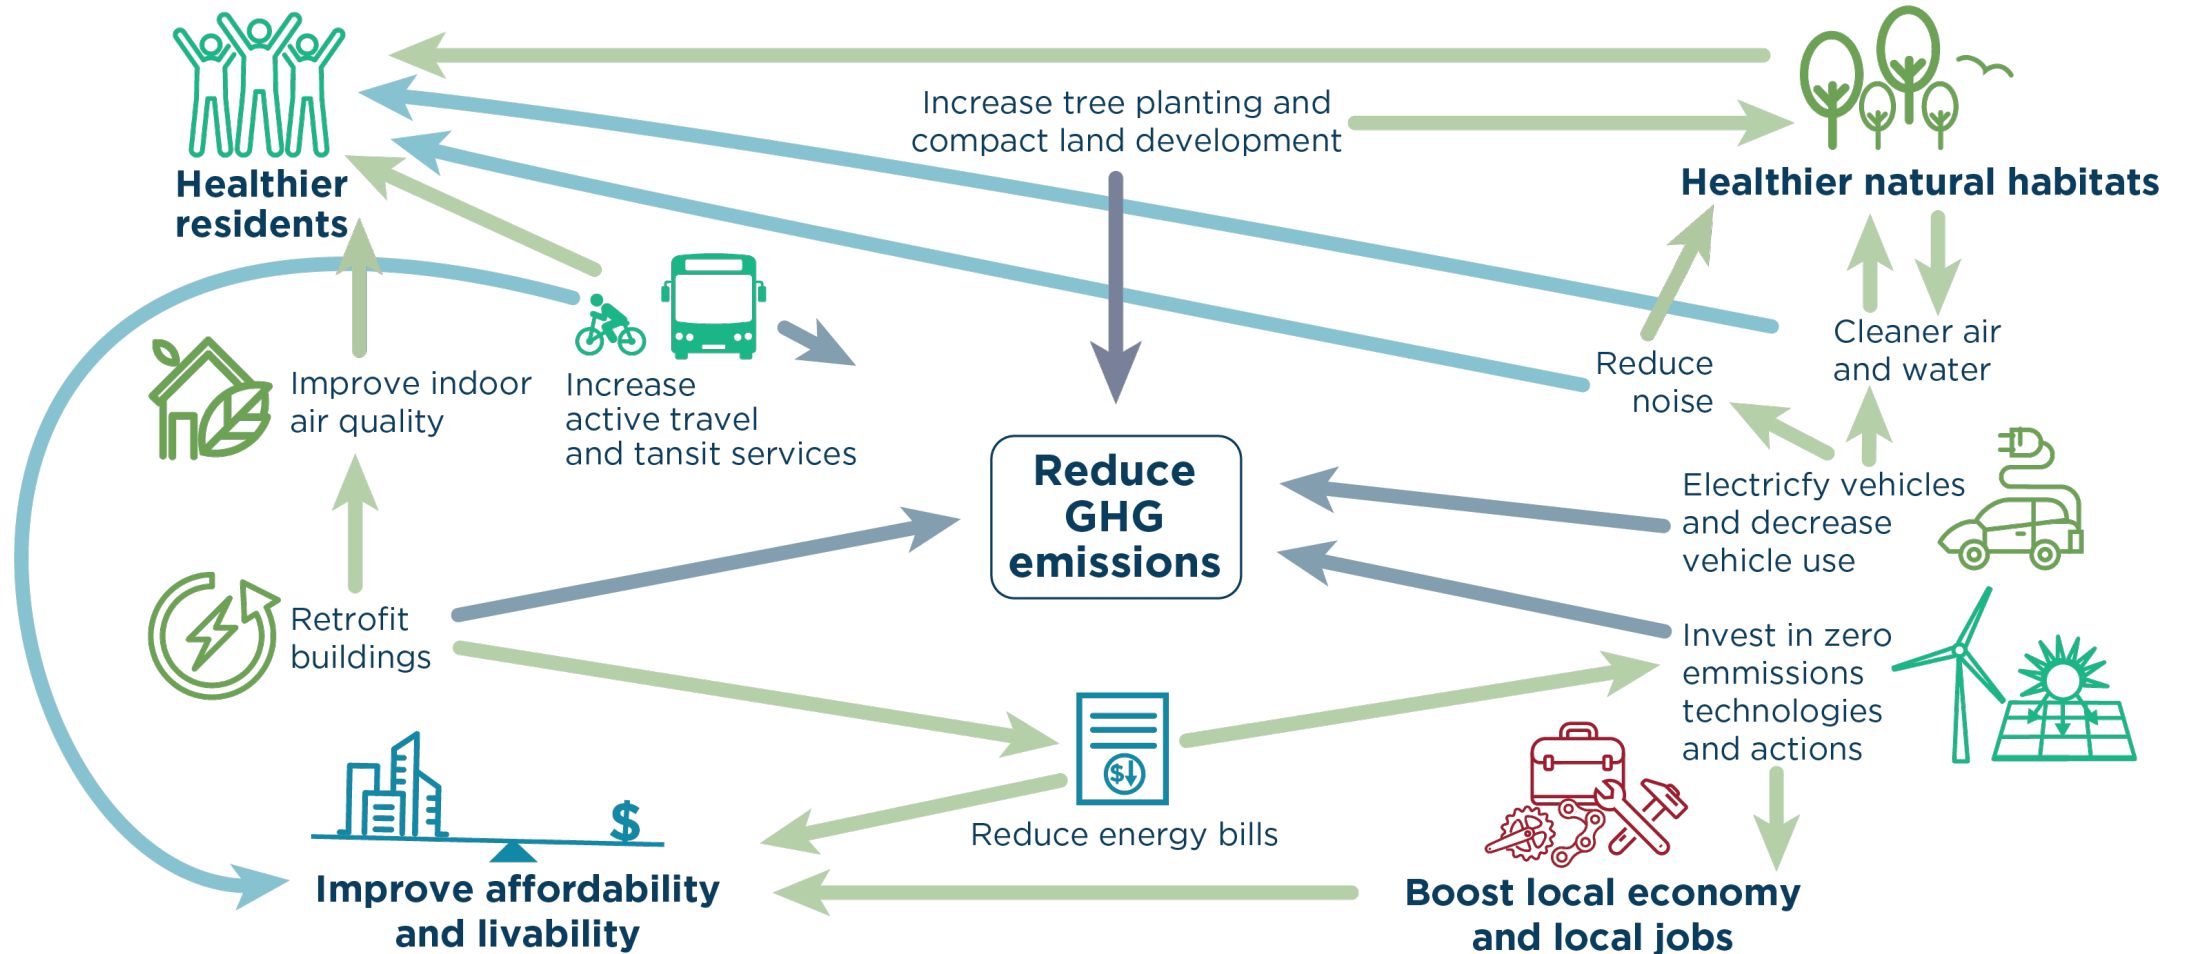 Increase tree planting and
compact land development
Healthier
residents
Healthier natural habitats
Improve indoor
air quality
Increase
active travel
and tansit services
Reduce
noise
Cleaner air
and water
Reduce
GHG
emissions
Electricfy vehicles
and decrease
vehicle use
Retrofit
buildings
Invest in zero
emmissions
technologies
and actions
$
Reduce energy bills
$
Improve affordability
and livability
Boost local economy
and local jobs